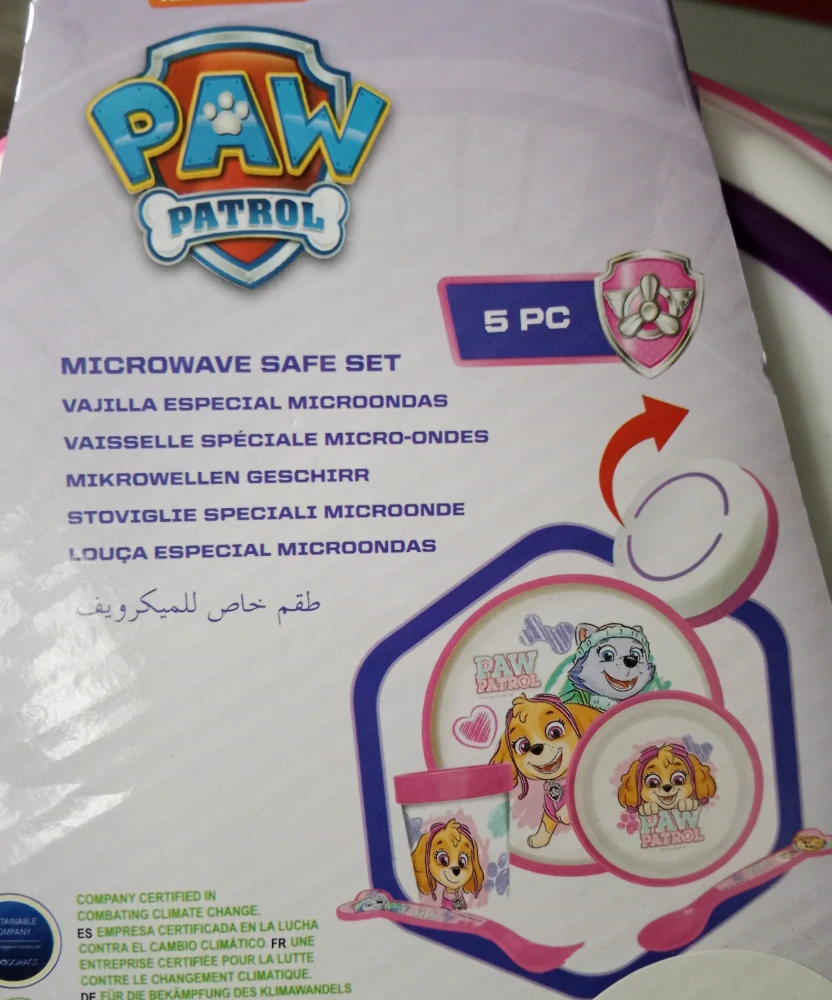 PAW
PATROL
5 PC
MICROWAVE SAFE SET
VAJILLA ESPECIAL MICROONDAS
VAISSELLE SPÉCIALE MICRO-ONDES
MIKROWELLEN GESCHIRR
STOVIGLIE SPECIALI MICROONDE
LOUÇA ESPECIAL MICROONDAS
طقم خاص للميكرويف
PAW
PATROL
PAW
PATROL
COMPANY CERTIFIED IN
COMBATING CLIMATE CHANGE.
ES EMPRESA CERTIFICADA EN LA LUCHA
CONTRA EL CAMBIO CLIMÁTICO. FR UNE
ENTREPRISE CERTIFIÉE POUR LA LUTTE
CONTRE LE CHANGEMENT CLIMATIQUE.
DE FÜR DIE BEKÄMPFUNG DES KLIMAWANDELS